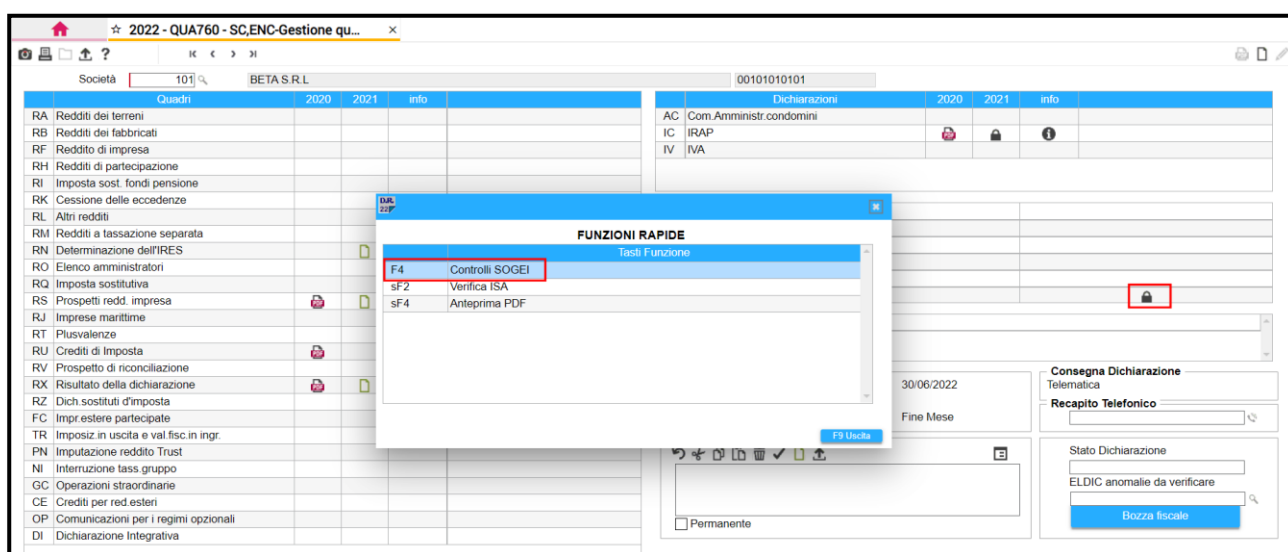 ☆ 2022 - QUA760 - SC,ENC-Gestione qu... ×
?
Società 101 BETA S.R.L 00101010101
Quadri 2020 2021 info
RA Redditi dei terreni
RB Redditi dei fabbricati
RF Reddito di impresa
RH Redditi di partecipazione
RI Imposta sost. fondi pensione
RK Cessione delle eccedenze
RL Altri redditi
RM Redditi a tassazione separata
RN Determinazione dell'IRES
RO Elenco amministratori
RQ Imposta sostitutiva
RS Prospetti redd. impresa
RJ Imprese marittime
RT Plusvalenze
RU Crediti di Imposta
RV Prospetto di riconciliazione
RX Risultato della dichiarazione
RZ Dich.sostituti d'imposta
FC Impr.estere partecipate
TR Imposiz.in uscita e val.fisc.in ingr.
PN Imputazione reddito Trust
NI Interruzione tass.gruppo
GC Operazioni straordinarie
CE Crediti per red.esteri
OP Comunicazioni per i regimi opzionali
DI Dichiarazione Integrativa
Dichiarazioni 2020 2021 info
AC Com.Amministr.condomini
IC IRAP
IV IVA
D.R.
22
FUNZIONI RAPIDE
Tasti Funzione
F4 Controlli SOGEI
sF2 Verifica ISA
sF4 Anteprima PDF
F9 Uscita
30/06/2022
Fine Mese
Consegna Dichiarazione
Telematica
Recapito Telefonico
Permanente
Stato Dichiarazione
ELDIC anomalie da verificare
Bozza fiscale